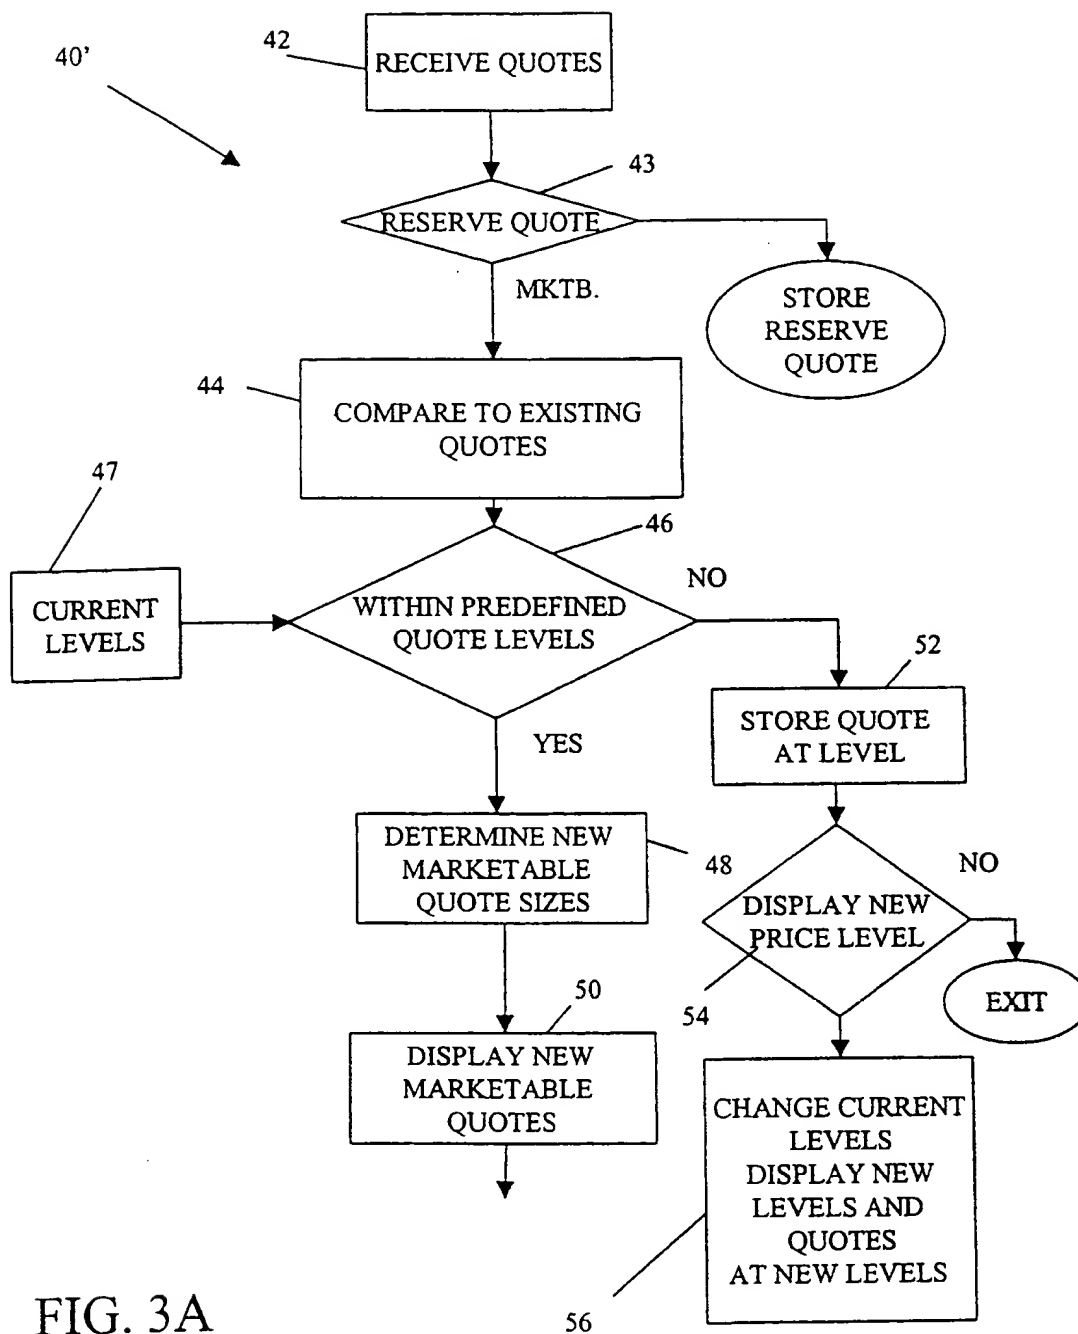 42
RECEIVE QUOTES
40'
43
RESERVE QUOTE
MKTB.
STORE
RESERVE
QUOTE
44
COMPARE TO EXISTING
QUOTES
47
46
NO
CURRENT
LEVELS
WITHIN PREDEFINED
QUOTE LEVELS
52
STORE QUOTE
AT LEVEL
YES
DETERMINE NEW
MARKETABLE
QUOTE SIZES
48
NO
DISPLAY NEW
PRICE LEVEL
54
EXIT
50
DISPLAY NEW
MARKETABLE
QUOTES
CHANGE CURRENT
LEVELS
DISPLAY NEW
LEVELS AND
QUOTES
AT NEW LEVELS
56
FIG. 3A